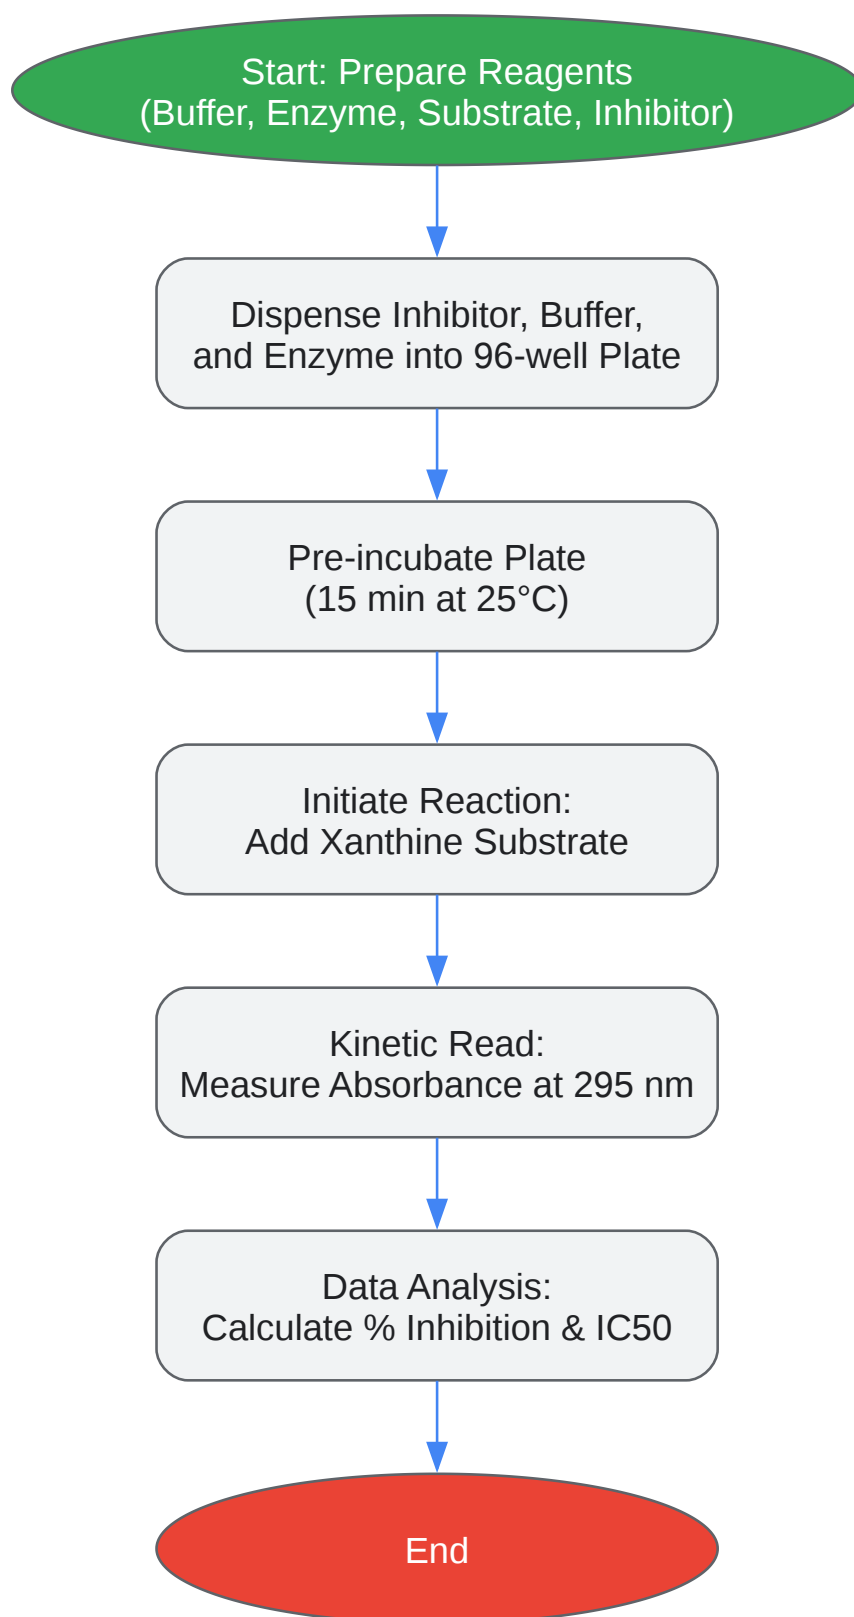 Start: Prepare Reagents
(Buffer, Enzyme, Substrate, Inhibitor)
Dispense Inhibitor, Buffer,
and Enzyme into 96-well Plate
Pre-incubate Plate
(15 min at 25°C)
Initiate Reaction:
Add Xanthine Substrate
Kinetic Read:
Measure Absorbance at 295 nm
Data Analysis:
Calculate % Inhibition & IC50
End